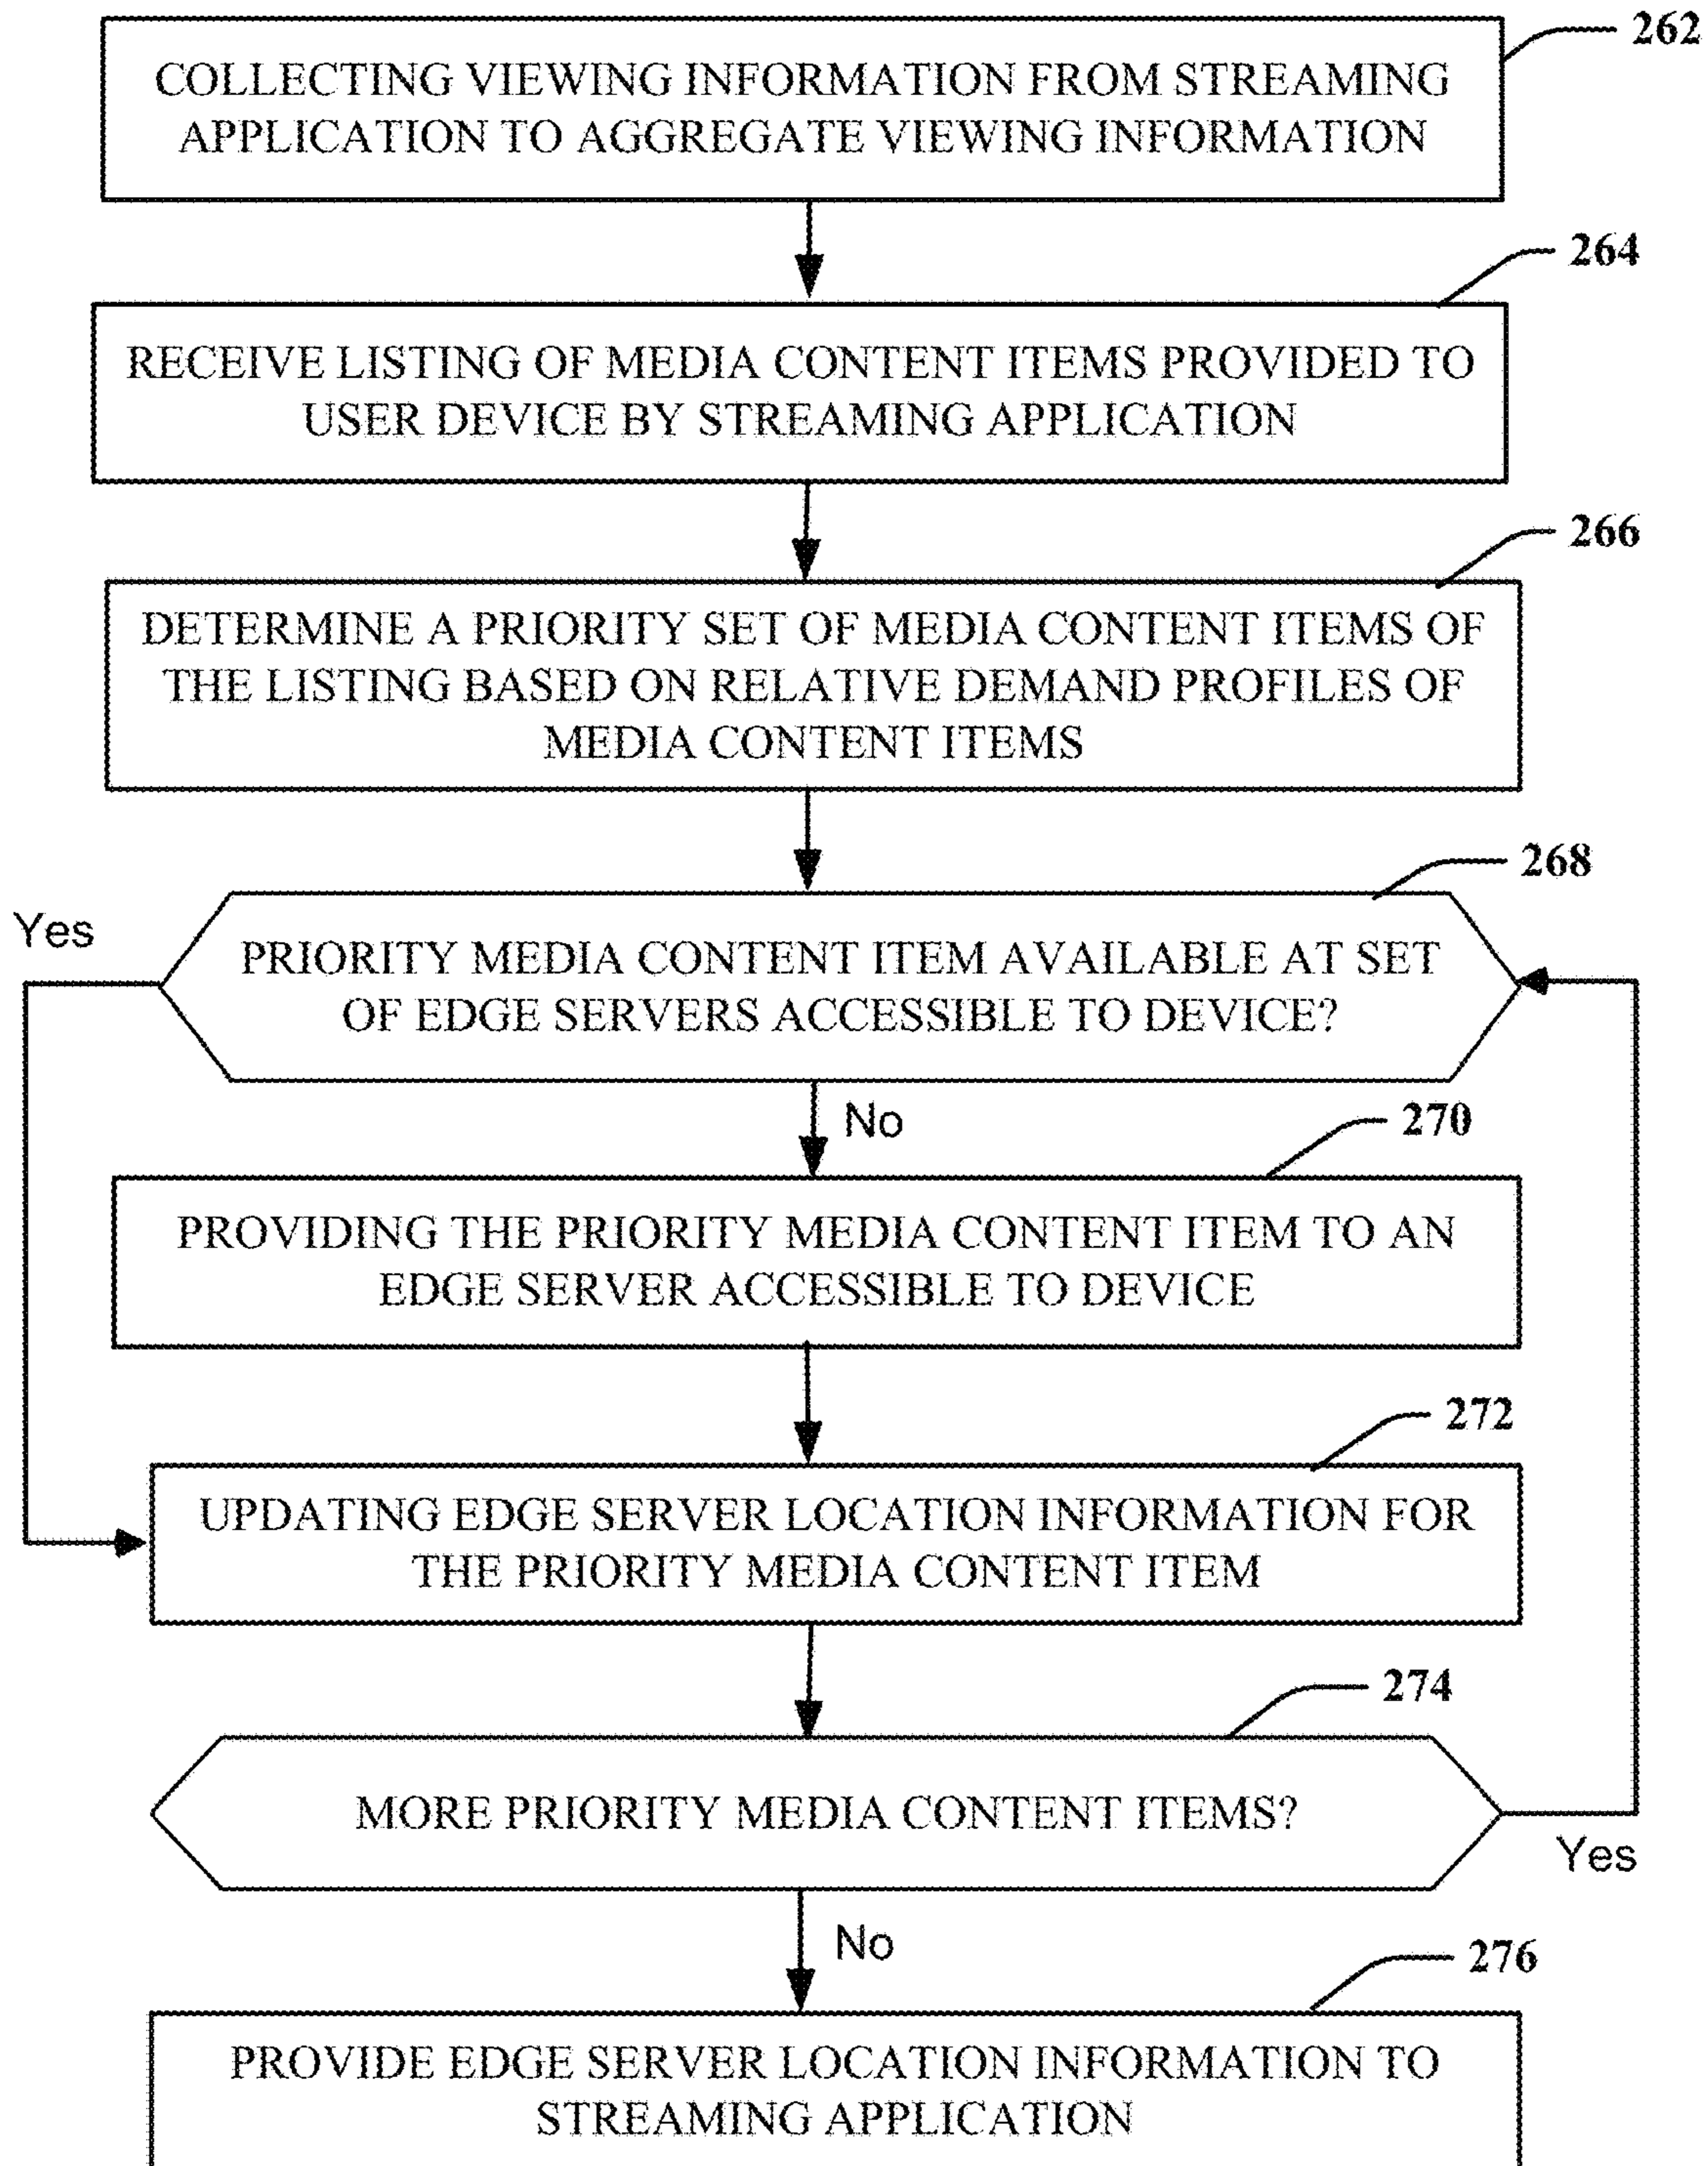 262
COLLECTING VIEWING INFORMATION FROM STREAMING
APPLICATION TO AGGREGATE VIEWING INFORMATION
264
RECEIVE LISTING OF MEDIA CONTENT ITEMS PROVIDED TO
USER DEVICE BY STREAMING APPLICATION
266
DETERMINE A PRIORITY SET OF MEDIA CONTENT ITEMS OF
THE LISTING BASED ON RELATIVE DEMAND PROFILES OF
MEDIA CONTENT ITEMS
268
Yes
PRIORITY MEDIA CONTENT ITEM AVAILABLE AT SET
OF EDGE SERVERS ACCESSIBLE TO DEVICE?
No
270
PROVIDING THE PRIORITY MEDIA CONTENT ITEM TO AN
EDGE SERVER ACCESSIBLE TO DEVICE
272
UPDATING EDGE SERVER LOCATION INFORMATION FOR
THE PRIORITY MEDIA CONTENT ITEM
274
MORE PRIORITY MEDIA CONTENT ITEMS?
Yes
No
276
PROVIDE EDGE SERVER LOCATION INFORMATION TO
STREAMING APPLICATION